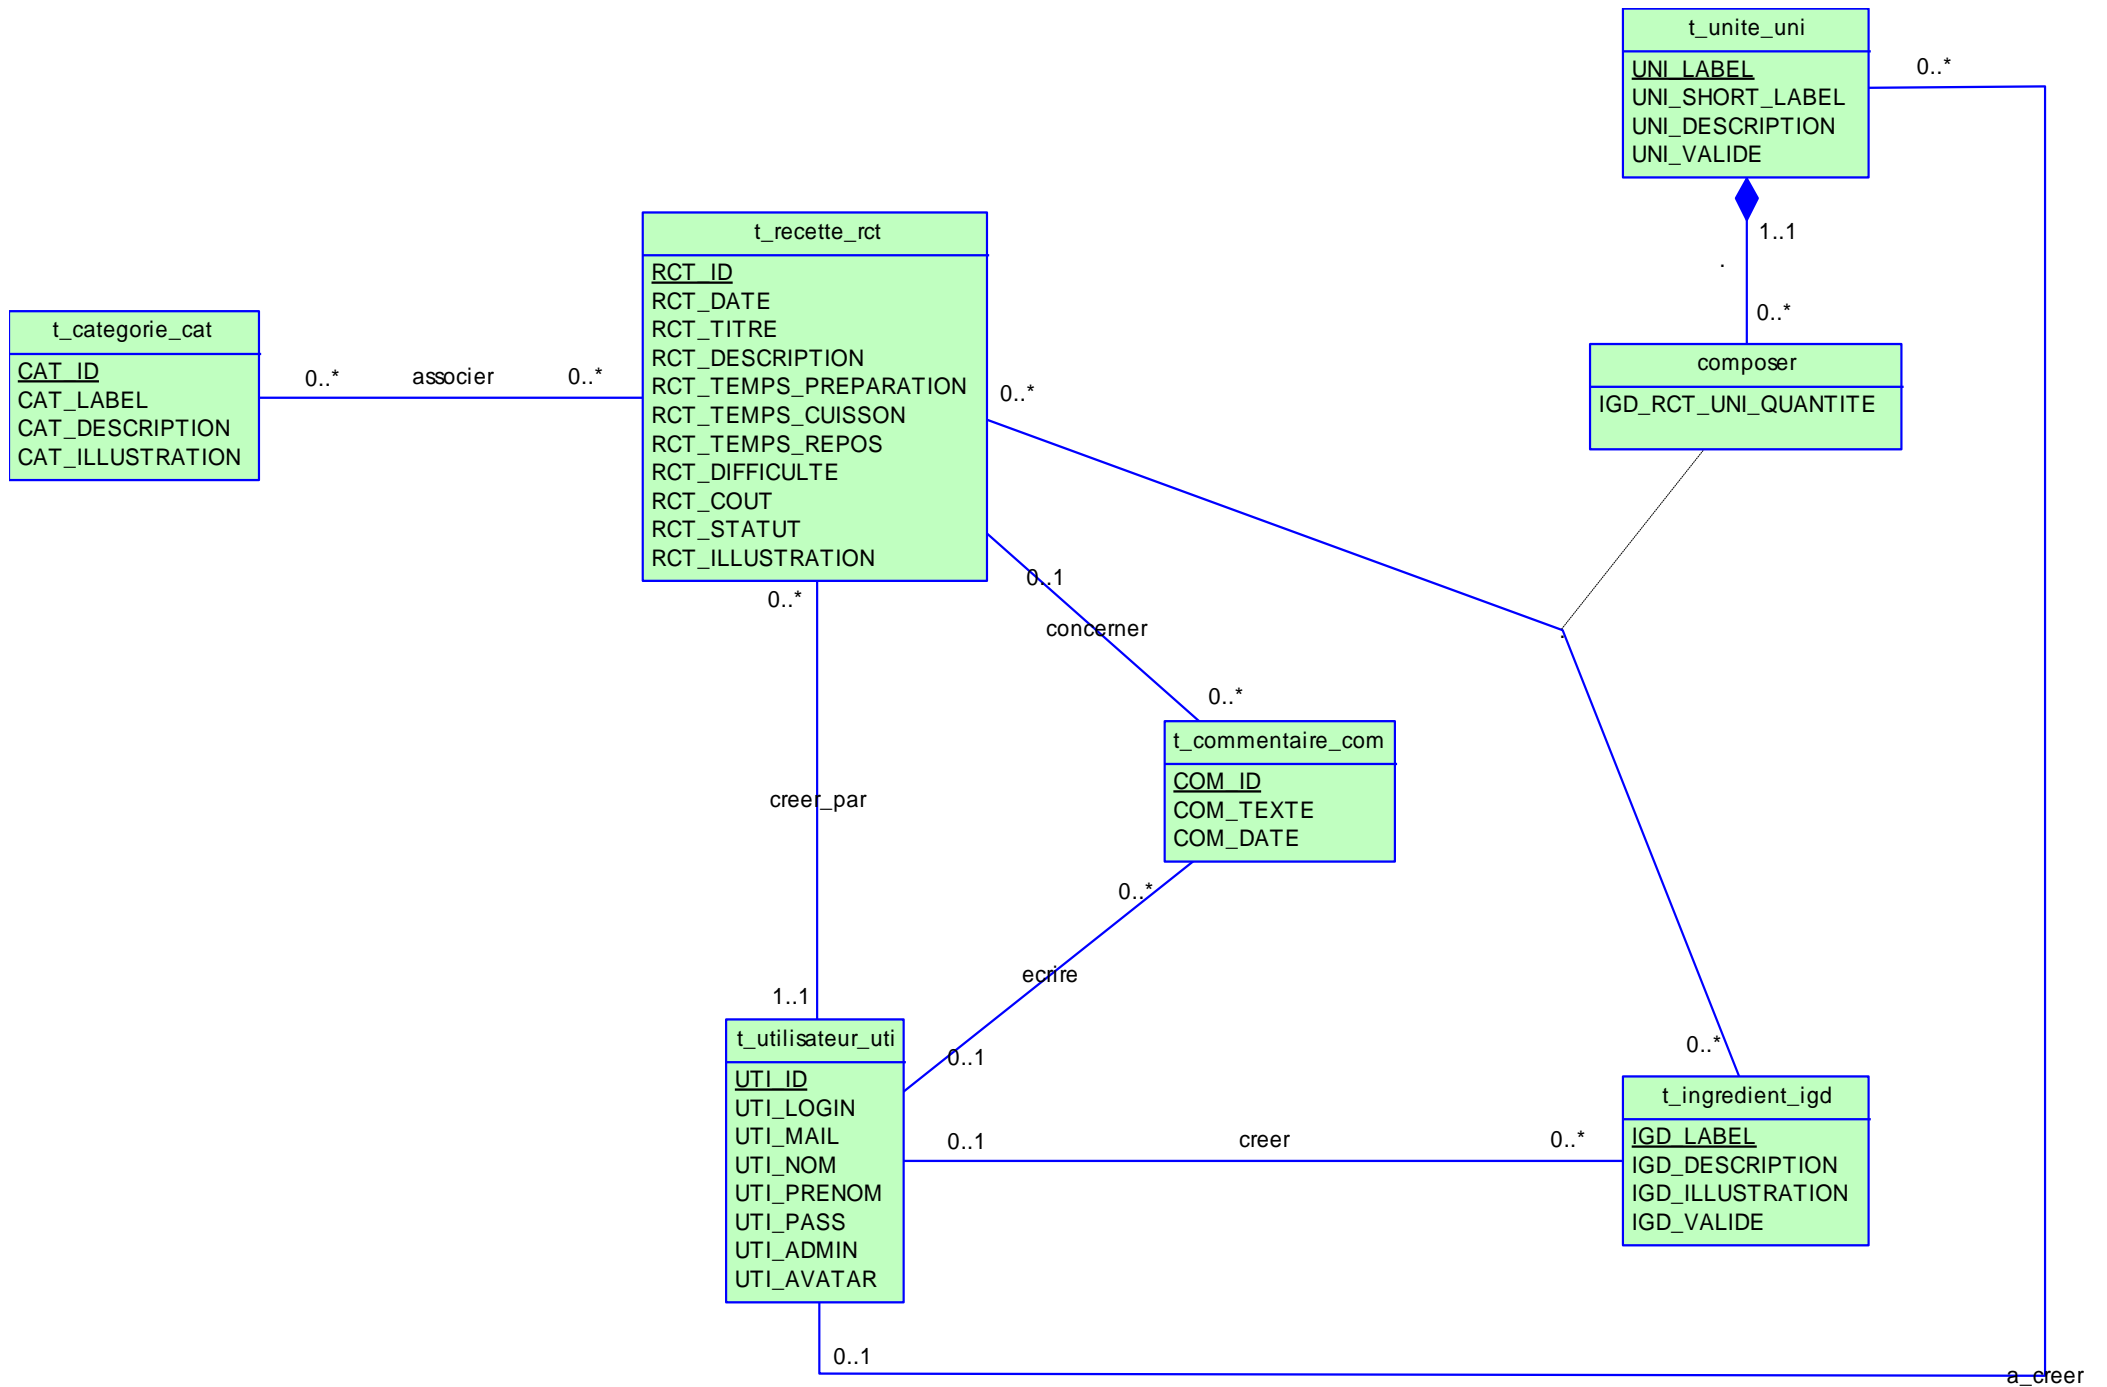 t_unite_uni
UNI_LABEL
UNI_SHORT_LABEL
UNI_DESCRIPTION
UNI_VALIDE
0..*
1..1
.
0..*
composer
IGD_RCT_UNI_QUANTITE
t_recette_rct
RCT_ID
RCT_DATE
RCT_TITRE
RCT_DESCRIPTION
RCT_TEMPS_PREPARATION
RCT_TEMPS_CUISSON
RCT_TEMPS_REPOS
RCT_DIFFICULTE
RCT_COUT
RCT_STATUT
RCT_ILLUSTRATION
t_categorie_cat
CAT_ID
CAT_LABEL
CAT_DESCRIPTION
CAT_ILLUSTRATION
0..*
associer
0..*
0..*
.
0..1
concerner
0..*
t_commentaire_com
COM_ID
COM_TEXTE
COM_DATE
0..*
creer_par
1..1
0..*
ecrire
0..1
t_utilisateur_uti
UTI_ID
UTI_LOGIN
UTI_MAIL
UTI_NOM
UTI_PRENOM
UTI_PASS
UTI_ADMIN
UTI_AVATAR
0..1
creer
0..*
0..*
t_ingredient_igd
IGD_LABEL
IGD_DESCRIPTION
IGD_ILLUSTRATION
IGD_VALIDE
0..1
a_creer